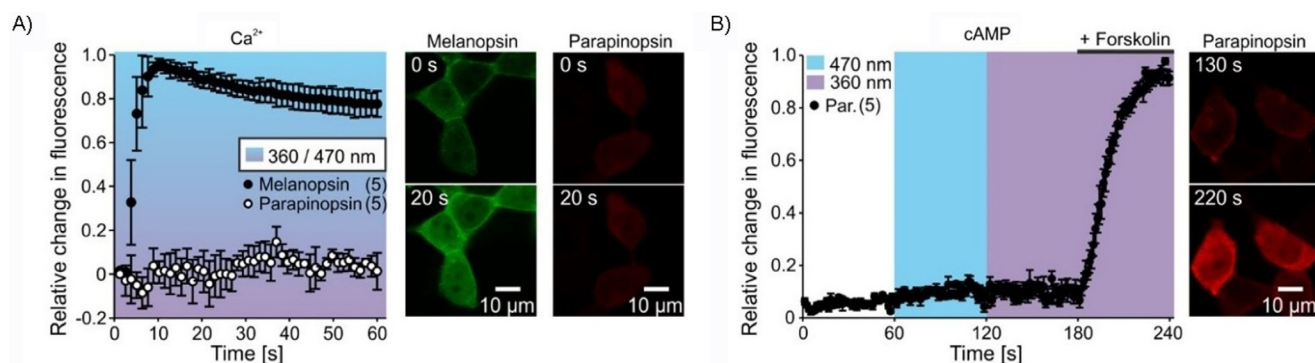 A)
Ca²⁺
Relative change in fluorescence
1.0
0.8
0.6
0.4
0.2
0
-0.2
360 / 470 nm
Melanopsin (5)
Parapinopsin (5)
0 10 20 30 40 50 60
Time [s]
Melanopsin
0 s
20 s
10 µm
Parapinopsin
0 s
20 s
10 µm
B)
cAMP
+ Forskolin
Relative change in fluorescence
1.0
0.8
0.6
0.4
0.2
0
470 nm
360 nm
Par. (5)
0 60 120 180 240
Time [s]
Parapinopsin
130 s
220 s
10 µm